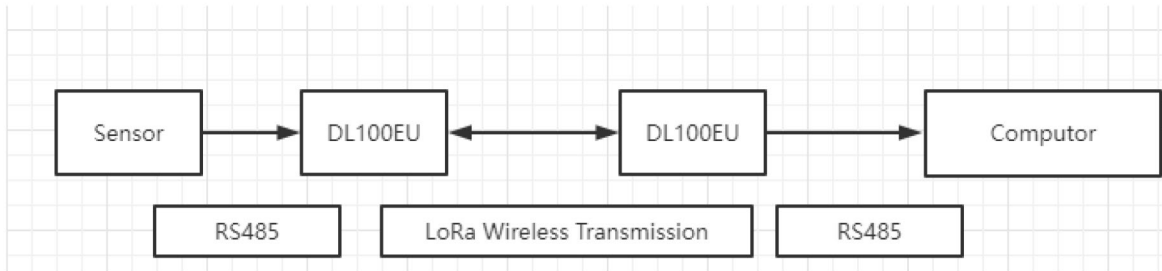 Sensor
DL100EU
DL100EU
Computor
RS485
LoRa Wireless Transmission
RS485